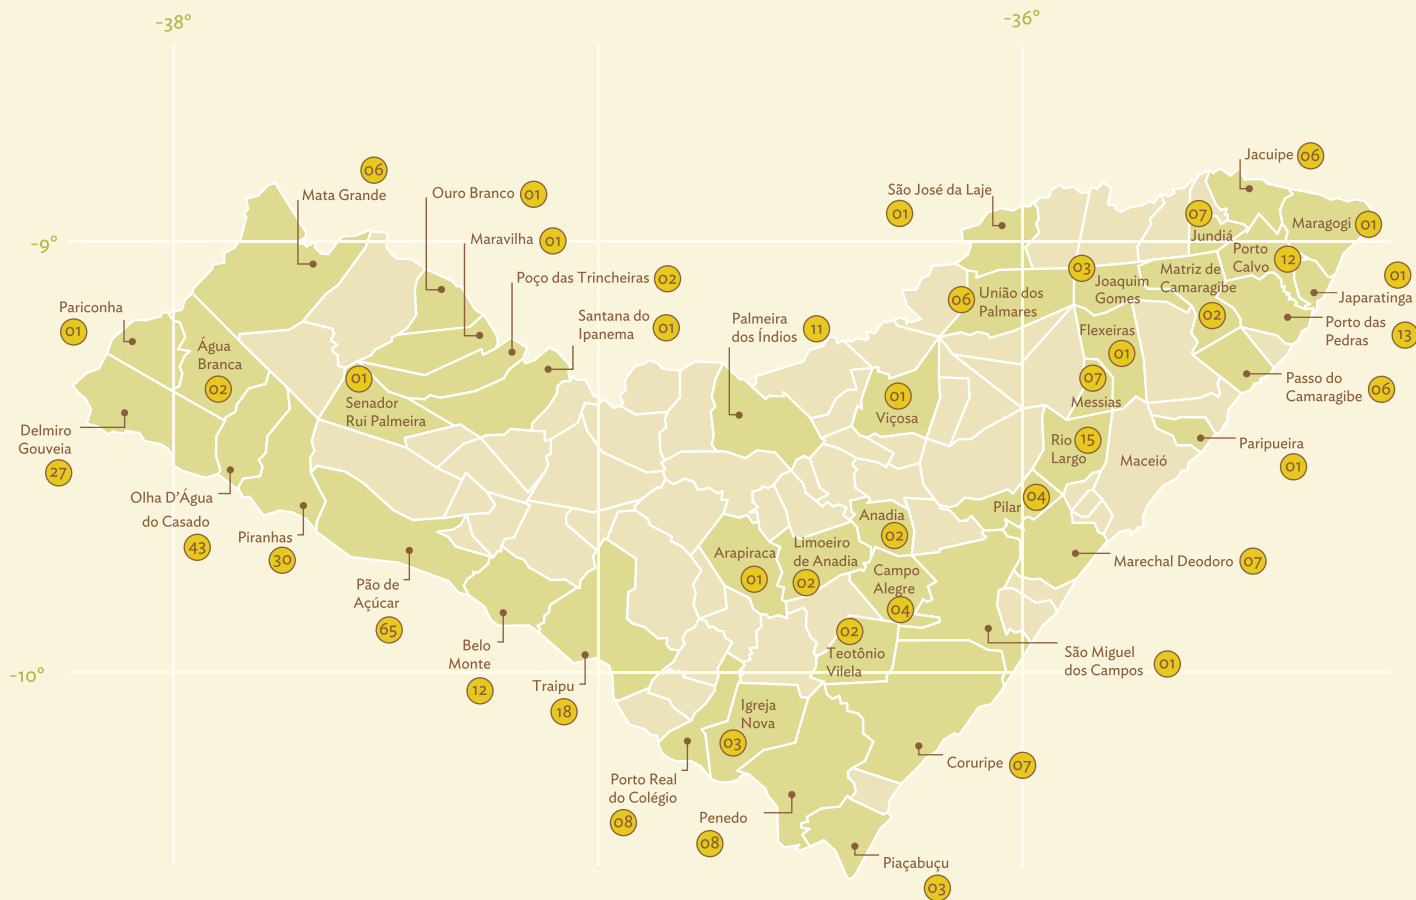 -38°
-36°
-9°
-10°
06
Mata Grande
Ouro Branco 01
Maravilha 01
Poço das Trincheiras 02
Santana do
Ipanema 01
Pariconha
01
Água
Branca
02
01
Senador
Rui Palmeira
Delmiro
Gouveia
27
Olha D'Água
do Casado
43
Piranhas
30
Pão de
Açúcar
65
Belo
Monte
12
Traipu
18
Palmeira
dos Índios 11
São José da Laje
01
06 União dos
Palmares
01
Viçosa
03
Joaquim
Gomes
07
Jundiá
Jacuipe 06
Maragogi 01
Porto
Calvo 12
Matriz de
Camaragibe
02
01
Japaratinga
Porto das
Pedras 13
Flexeiras
01
07
Messias
Passo do
Camaragibe 06
Rio
Largo 15
Maceió
Paripueira
01
Pilar 04
Anadia
02
Arapiraca
01
Limoeiro
de Anadia
02
Campo
Alegre
04
Marechal Deodoro 07
02
Teotônio
Vilela
São Miguel
dos Campos 01
Igreja
Nova
03
Porto Real
do Colégio
08
Penedo
08
Coruripe 07
Piaçabuçu
03